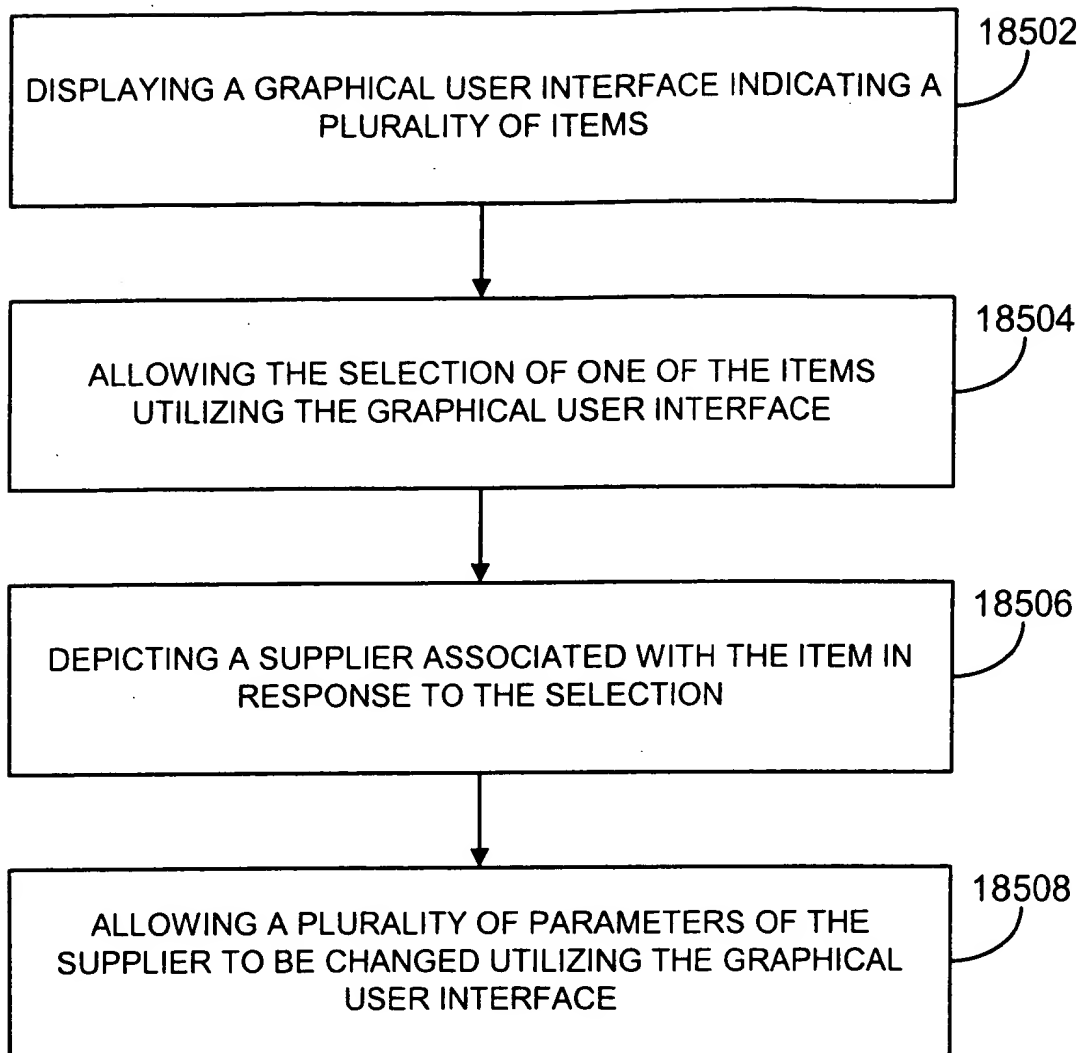 18502
DISPLAYING A GRAPHICAL USER INTERFACE INDICATING A
PLURALITY OF ITEMS
18504
ALLOWING THE SELECTION OF ONE OF THE ITEMS
UTILIZING THE GRAPHICAL USER INTERFACE
18506
DEPICTING A SUPPLIER ASSOCIATED WITH THE ITEM IN
RESPONSE TO THE SELECTION
18508
ALLOWING A PLURALITY OF PARAMETERS OF THE
SUPPLIER TO BE CHANGED UTILIZING THE GRAPHICAL
USER INTERFACE